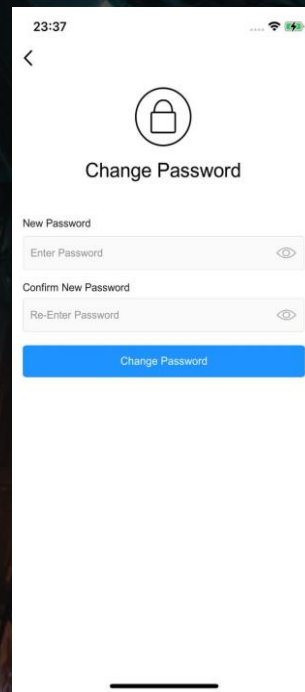 23:37
Change Password
New Password
Enter Password
Confirm New Password
Re-Enter Password
Change Password